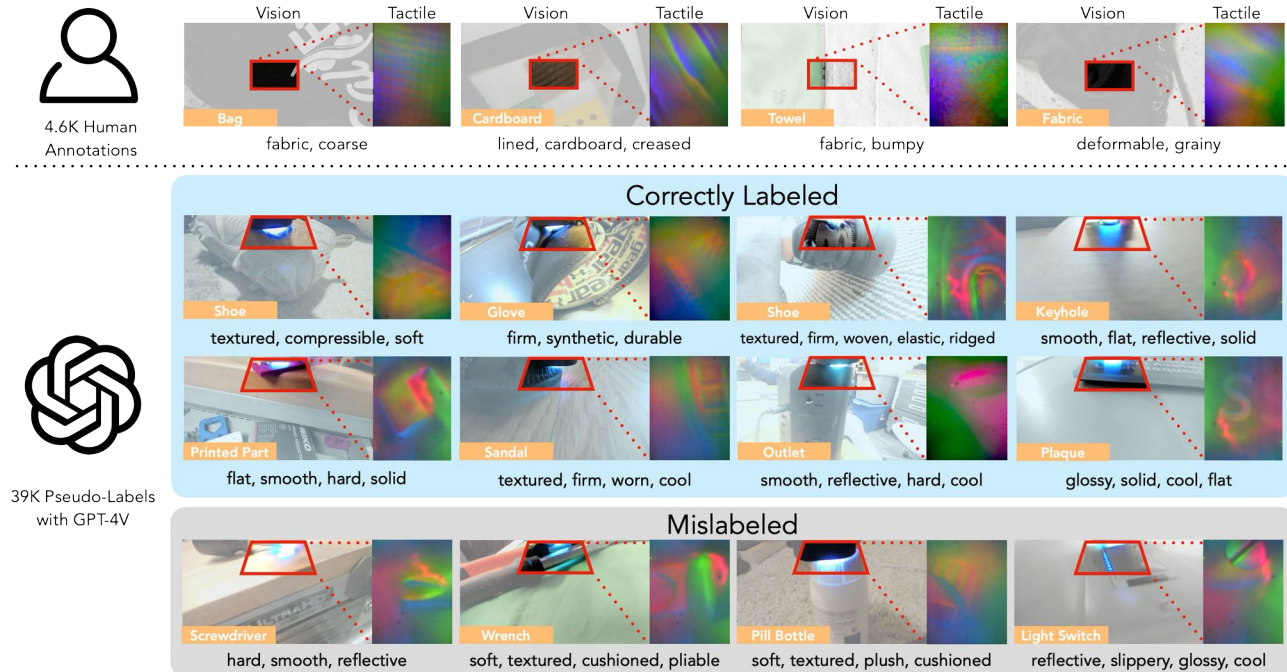 Vision Tactile Vision Tactile Vision Tactile Vision Tactile
Bag Cardboard Towel Fabric
4.6K Human
Annotations
fabric, coarse lined, cardboard, creased fabric, bumpy deformable, grainy
Correctly Labeled
Shoe Glove Shoe Keyhole
textured, compressible, soft firm, synthetic, durable textured, firm, woven, elastic, ridged smooth, flat, reflective, solid
Printed Part Sandal Outlet Plaque
flat, smooth, hard, solid textured, firm, worn, cool smooth, reflective, hard, cool glossy, solid, cool, flat
39K Pseudo-Labels
with GPT-4V
Mislabeled
Screwdriver Wrench Pill Bottle Light Switch
hard, smooth, reflective soft, textured, cushioned, pliable soft, textured, plush, cushioned reflective, slippery, glossy, cool